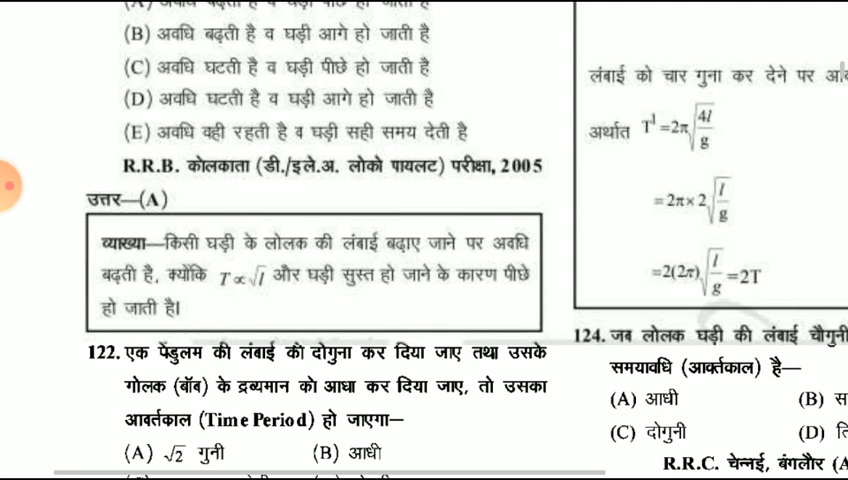 (B) अवधि बढ़ती है व घड़ी आगे हो जाती है
(C) अवधि घटती है व घड़ी पीछे हो जाती है
(D) अवधि घटती है व घड़ी आगे हो जाती है
(E) अवधि वही रहती है व घड़ी सही समय देती है
R.R.B. कोलकाता (डी./इले.अ. लोको पायलट) परीक्षा, 2005
उत्तर—(A)
व्याख्या—किसी घड़ी के लोलक की लंबाई बढ़ाए जाने पर अवधि
बढ़ती है, क्योंकि T ∝ √l और घड़ी सुस्त हो जाने के कारण पीछे
हो जाती है।
122. एक पेंडुलम की लंबाई को दोगुना कर दिया जाए तथा उसके
गोलक (बॉब) के द्रव्यमान को आधा कर दिया जाए, तो उसका
आवर्तकाल (Time Period) हो जाएगा—
(A) √2 गुनी (B) आधी
लंबाई को चार गुना कर देने पर
अर्थात T¹ = 2π√(4l/g)
= 2π × 2√(l/g)
= 2(2π)√(l/g) = 2T
124. जब लोलक घड़ी की लंबाई चौगुनी
समयावधि (आवर्तकाल) है—
(A) आधी (B)
(C) दोगुनी (D)
R.R.C. चेन्नई, बंगलौर (A